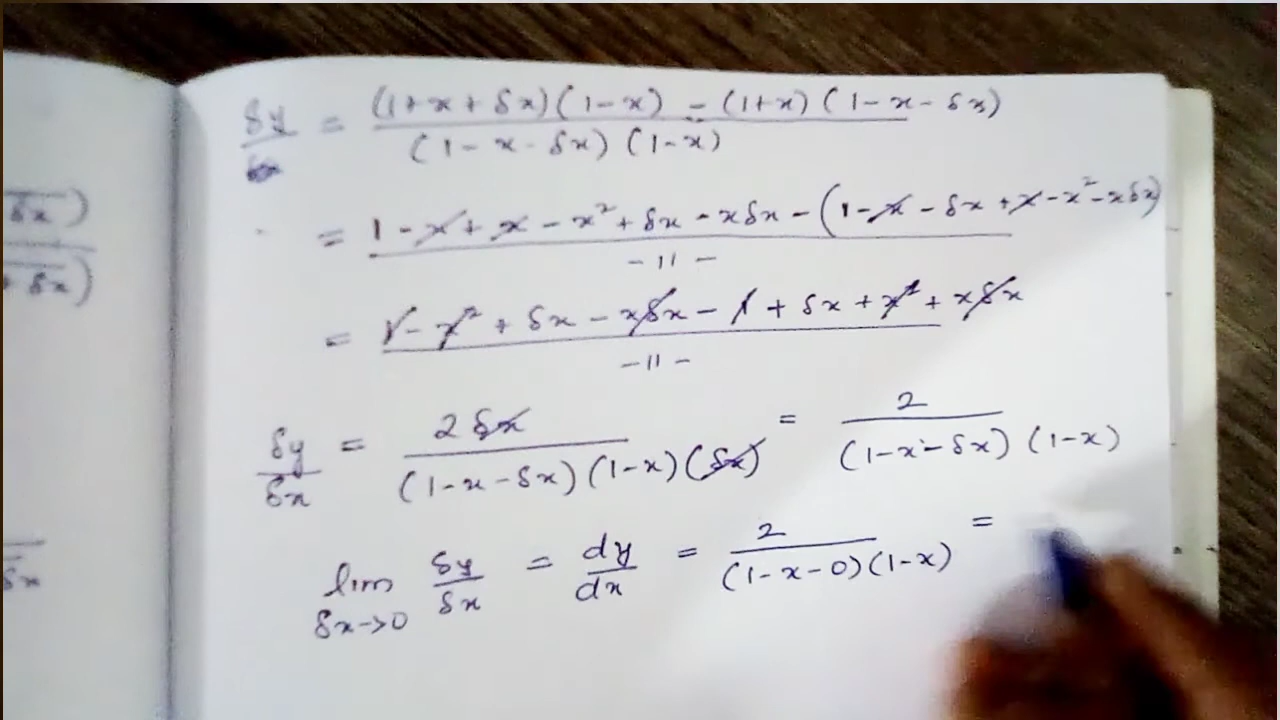 δx)
+ δx)
δx
δy = (1+x+δx)(1-x) - (1+x)(1-x-δx)
(1-x-δx)(1-x)
= 1-x+x-x²+δx-xδx-(1-x-δx+x-x²-xδx)
-11-
= 1-x²+δx-xδx-1+δx+x²+xδx
-11-
δy/δx = 2δx/(1-x-δx)(1-x)(δx) = 2/(1-x-δx)(1-x)
lim δx→0 δy/δx = dy/dx = 2/(1-x-0)(1-x) =